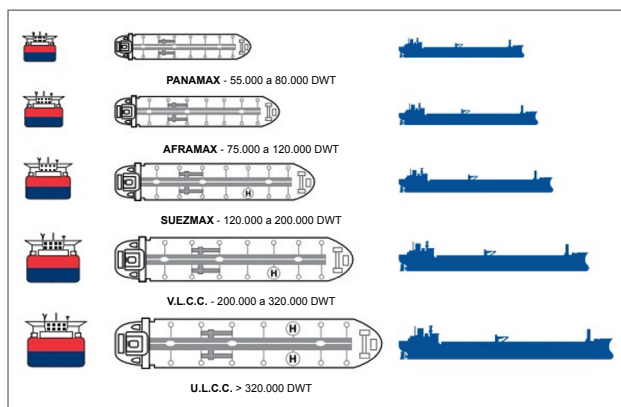 PANAMAX - 55.000 a 80.000 DWT
AFRAMAX - 75.000 a 120.000 DWT
H
SUEZMAX - 120.000 a 200.000 DWT
H
V.L.C.C. - 200.000 a 320.000 DWT
H
H
U.L.C.C. > 320.000 DWT